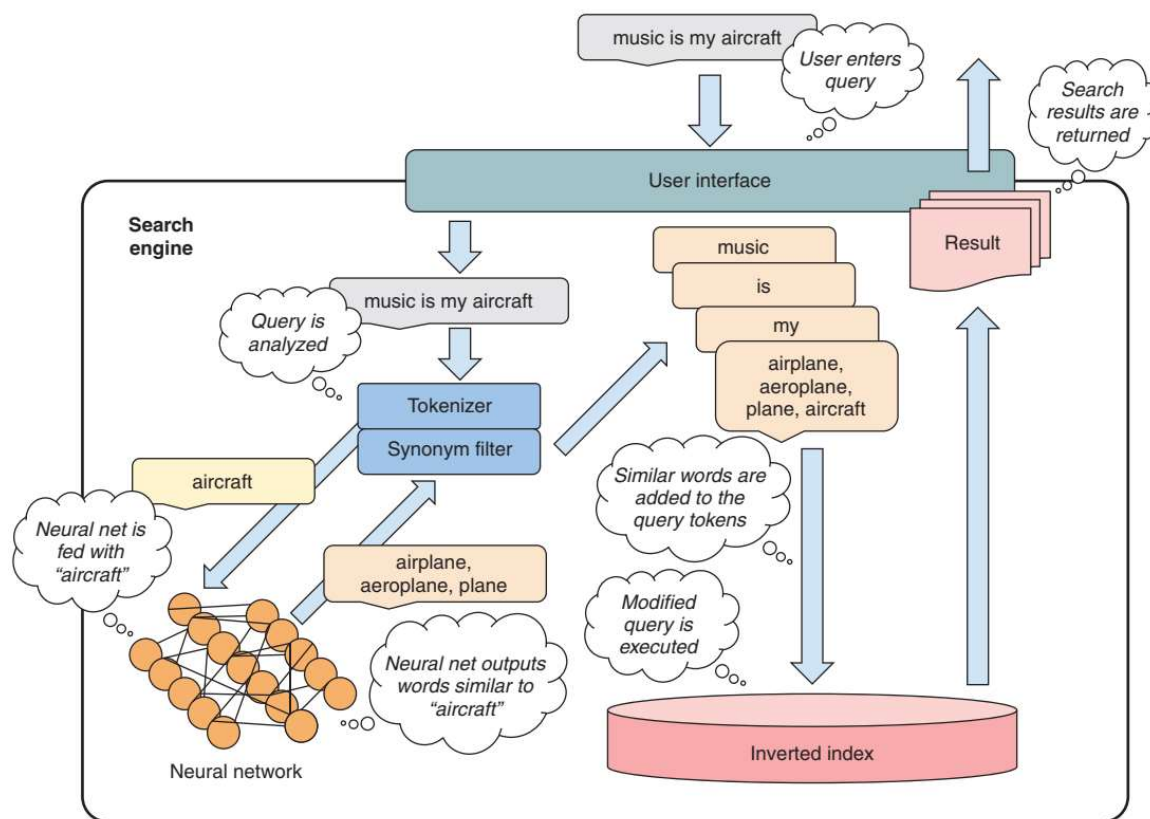 music is my aircraft
User enters
query
Search
results are
returned
User interface
Search
engine
Result
music
is
my
airplane,
aeroplane,
plane, aircraft
music is my aircraft
Query is
analyzed
Tokenizer
Synonym filter
aircraft
Neural net is
fed with
“aircraft”
airplane,
aeroplane, plane
Neural net outputs
words similar to
“aircraft”
Neural network
Similar words are
added to the
query tokens
Modified
query is
executed
Inverted index